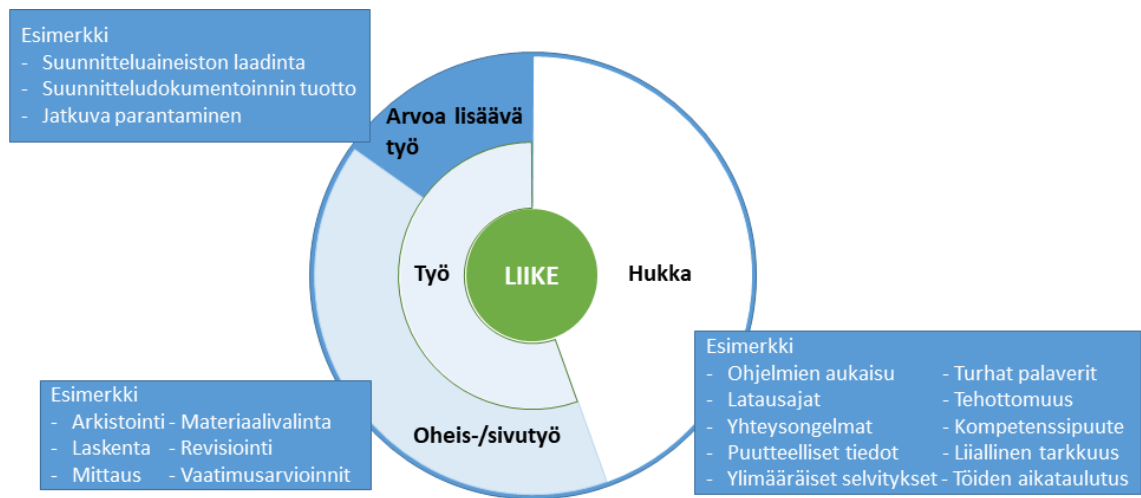 Esimerkki
- Suunnitteluaineiston laadinta
- Suunnitteludokumentoinnin tuotto
- Jatkuva parantaminen
Arvoa lisäävä
työ
Työ
LIIKE
Hukka
Oheis-/sivutyö
Esimerkki
- Arkistointi - Materiaalivalinta
- Laskenta - Revisiointi
- Mittaus - Vaatimusarvioinnit
Esimerkki
- Ohjelmien aukaisu - Turhat palaverit
- Latausajat - Tehottomuus
- Yhteysongelmat - Kompetenssipuute
- Puutteelliset tiedot - Liiallinen tarkkuus
- Ylimääräiset selvitykset - Töiden aikataulutus